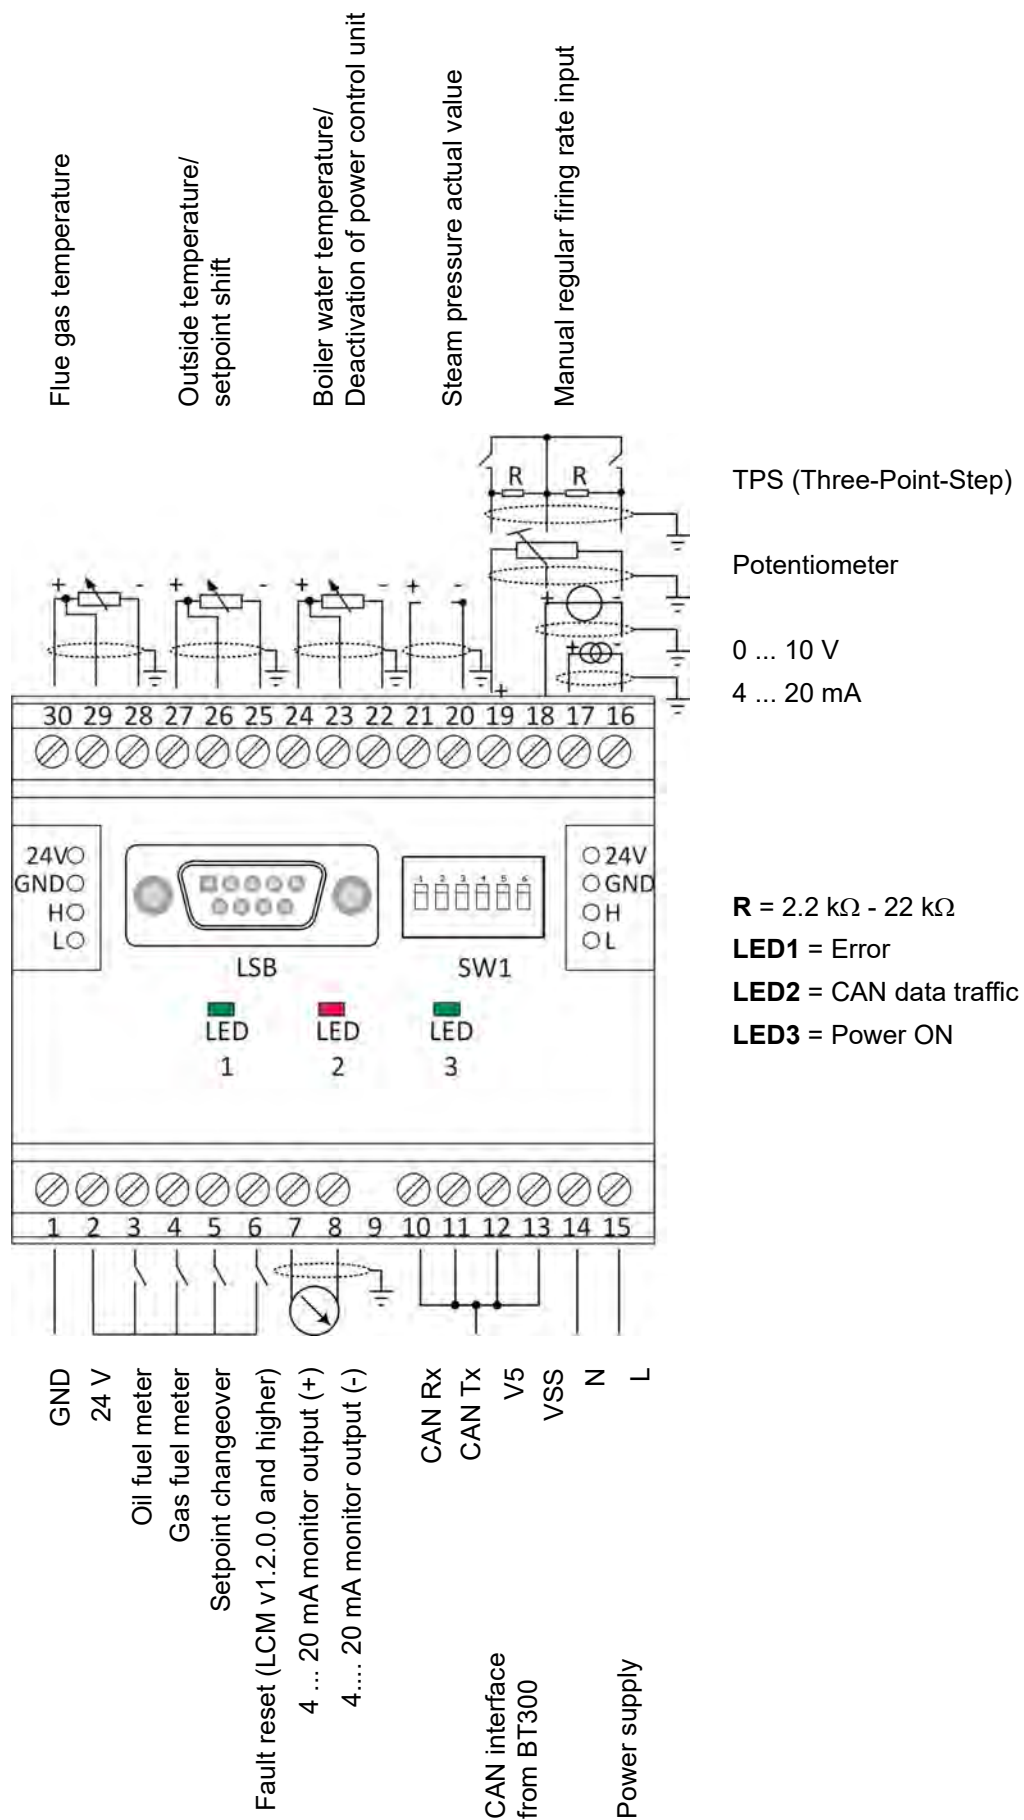 Flue gas temperature
Outside temperature/
setpoint shift
Boiler water temperature/
Deactivation of power control unit
Steam pressure actual value
Manual regular firing rate input
R R
TPS (Three-Point-Step)
Potentiometer
0 ... 10 V
4 ... 20 mA
+ - + - + - + - + + - + -
30 29 28 27 26 25 24 23 22 21 20 19 18 17 16
24V
GND
H
L
LSB
1 2 3 4 5 6
SW1
24V
GND
H
L
LED
1
LED
2
LED
3
R = 2.2 kΩ - 22 kΩ
LED1 = Error
LED2 = CAN data traffic
LED3 = Power ON
1 2 3 4 5 6 7 8 9 10 11 12 13 14 15
GND
24 V
Oil fuel meter
Gas fuel meter
Setpoint changeover
Fault reset (LCM v1.2.0.0 and higher)
4 ... 20 mA monitor output (+)
4.... 20 mA monitor output (-)
CAN Rx
CAN Tx
V5
VSS
N
L
CAN interface
from BT300
Power supply